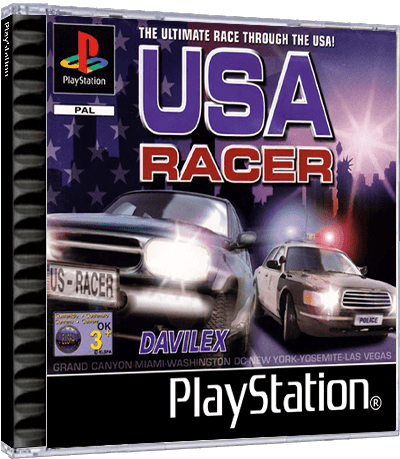 PlayStation
THE ULTIMATE RACE THROUGH THE USA!
PlayStation
PAL
USA
RACER
US-RACER
POLICE
OK
3+
© ELSPA
DAVILEX
GRAND CANYON MIAMI-WASHINGTON DC-NEW YORK-YOSEMITE-LAS VEGAS
PlayStation®